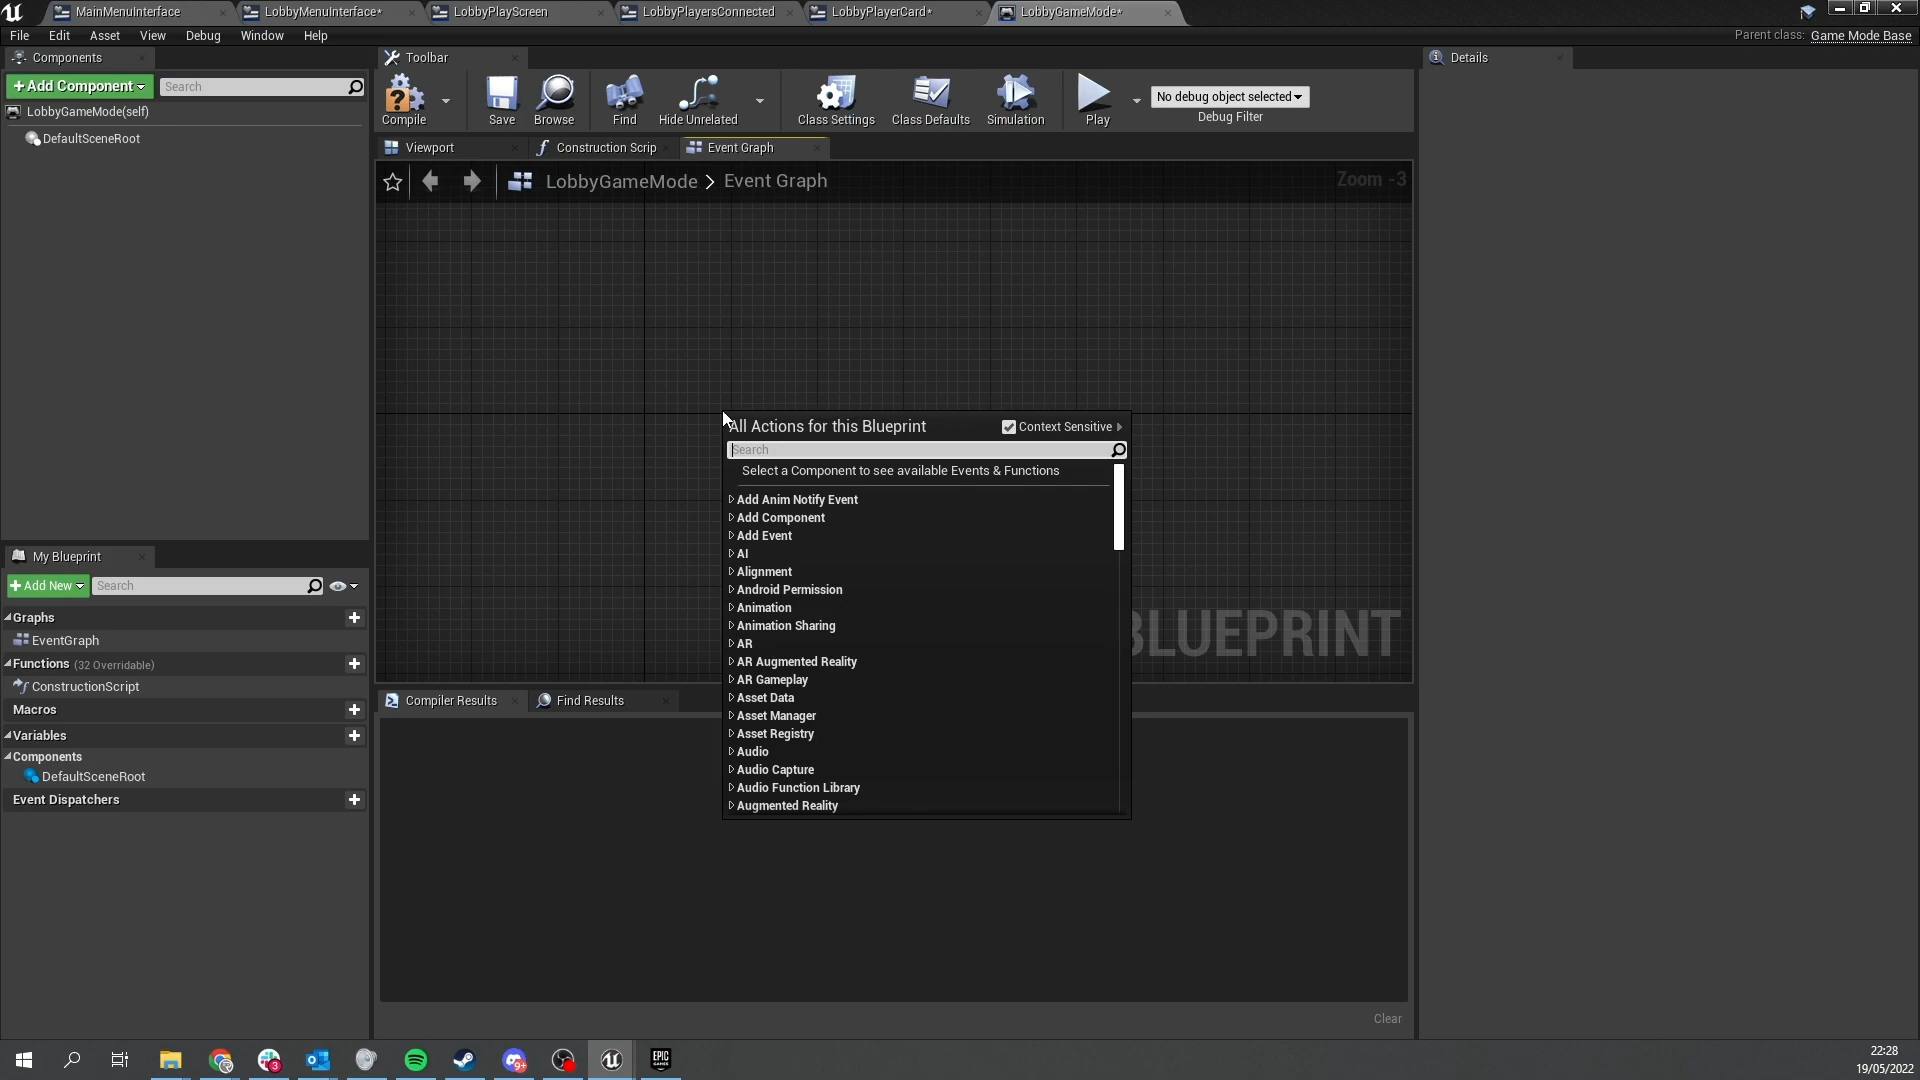 MainMenuInterface
LobbyMenuInterface*
LobbyPlayScreen
LobbyPlayersConnected
LobbyPlayerCard*
LobbyGameMode*
File
Edit
Asset
View
Debug
Window
Help
Parent class: Game Mode Base
Components
+ Add Component
Search
LobbyGameMode(self)
DefaultSceneRoot
Toolbar
Compile
Save
Browse
Find
Hide Unrelated
Class Settings
Class Defaults
Simulation
Play
No debug object selected
Debug Filter
Details
Viewport
Construction Scrip
Event Graph
LobbyGameMode > Event Graph
Zoom -3
All Actions for this Blueprint
Context Sensitive
Search
Select a Component to see available Events & Functions
Add Anim Notify Event
Add Component
Add Event
AI
Alignment
Android Permission
Animation
Animation Sharing
AR
AR Augmented Reality
AR Gameplay
Asset Data
Asset Manager
Asset Registry
Audio
Audio Capture
Audio Function Library
Augmented Reality
BLUEPRINT
My Blueprint
+ Add New
Search
Graphs
EventGraph
Functions (32 Overridable)
ConstructionScript
Macros
Variables
Components
DefaultSceneRoot
Event Dispatchers
Compiler Results
Find Results
Clear
3
9+
EPIC
GAMES
22:28
19/05/2022